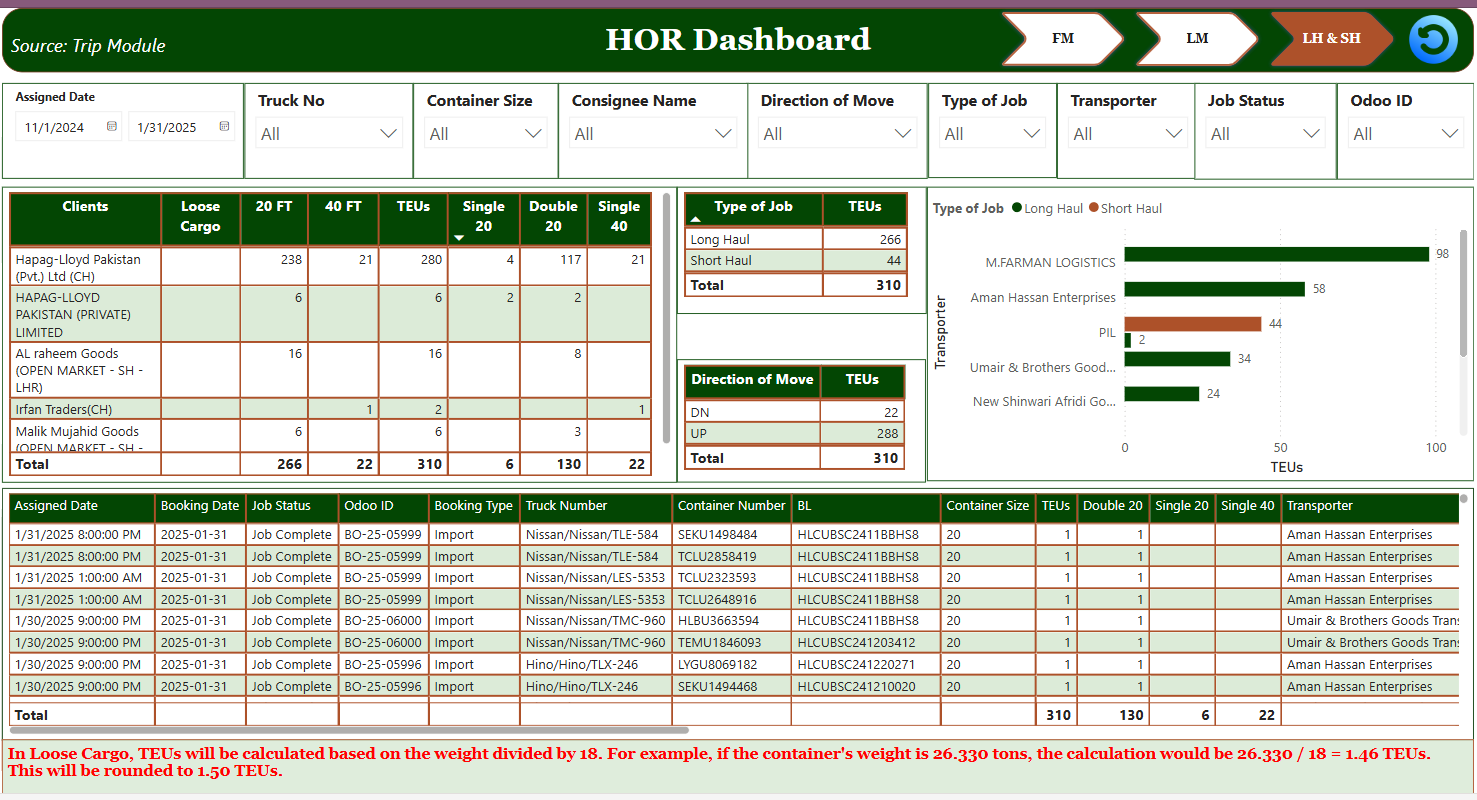 Source: Trip Module
HOR Dashboard
FM
LM
LH & SH
Assigned Date
11/1/2024
1/31/2025
Truck No
All
Container Size
All
Consignee Name
All
Direction of Move
All
Type of Job
All
Transporter
All
Job Status
All
Odoo ID
All
Clients Loose Cargo 20 FT 40 FT TEUs Single 20 Double 20 Single 40
Hapag-Lloyd Pakistan 238 21 280 4 117 21
(Pvt.) Ltd (CH)
HAPAG-LLOYD 6 6 2 2
PAKISTAN (PRIVATE)
LIMITED
AL raheem Goods 16 16 8
(OPEN MARKET - SH -
LHR)
Irfan Traders(CH) 1 2 1
Malik Mujahid Goods 6 6 3
(OPEN MARKET - SH -
Total 266 22 310 6 130 22
Type of Job TEUs
Long Haul 266
Short Haul 44
Total 310
Direction of Move TEUs
DN 22
UP 288
Total 310
Type of Job Long Haul Short Haul
Transporter
M.FARMAN LOGISTICS 98
Aman Hassan Enterprises 58
PIL 44
2
Umair & Brothers Good... 34
New Shinwari Afridi Go... 24
0 50 100
TEUs
Assigned Date Booking Date Job Status Odoo ID Booking Type Truck Number Container Number BL Container Size TEUs Double 20 Single 20 Single 40 Transporter
1/31/2025 8:00:00 PM 2025-01-31 Job Complete BO-25-05999 Import Nissan/Nissan/TLE-584 SEKU1498484 HLCUBSC2411BBHS8 20 1 1 Aman Hassan Enterprises
1/31/2025 8:00:00 PM 2025-01-31 Job Complete BO-25-05999 Import Nissan/Nissan/TLE-584 TCLU2858419 HLCUBSC2411BBHS8 20 1 1 Aman Hassan Enterprises
1/31/2025 1:00:00 AM 2025-01-31 Job Complete BO-25-05999 Import Nissan/Nissan/LES-5353 TCLU2323593 HLCUBSC2411BBHS8 20 1 1 Aman Hassan Enterprises
1/31/2025 1:00:00 AM 2025-01-31 Job Complete BO-25-05999 Import Nissan/Nissan/LES-5353 TCLU2648916 HLCUBSC2411BBHS8 20 1 1 Aman Hassan Enterprises
1/30/2025 9:00:00 PM 2025-01-31 Job Complete BO-25-06000 Import Nissan/Nissan/TMC-960 HLBU3663594 HLCUBSC2411BBHS8 20 1 1 Umair & Brothers Goods Trans
1/30/2025 9:00:00 PM 2025-01-31 Job Complete BO-25-06000 Import Nissan/Nissan/TMC-960 TEMU1846093 HLCUBSC241203412 20 1 1 Umair & Brothers Goods Trans
1/30/2025 9:00:00 PM 2025-01-31 Job Complete BO-25-05996 Import Hino/Hino/TLX-246 LYGU8069182 HLCUBSC241220271 20 1 1 Aman Hassan Enterprises
1/30/2025 9:00:00 PM 2025-01-31 Job Complete BO-25-05996 Import Hino/Hino/TLX-246 SEKU1494468 HLCUBSC241210020 20 1 1 Aman Hassan Enterprises
Total 310 130 6 22
In Loose Cargo, TEUs will be calculated based on the weight divided by 18. For example, if the container's weight is 26.330 tons, the calculation would be 26.330 / 18 = 1.46 TEUs.
This will be rounded to 1.50 TEUs.